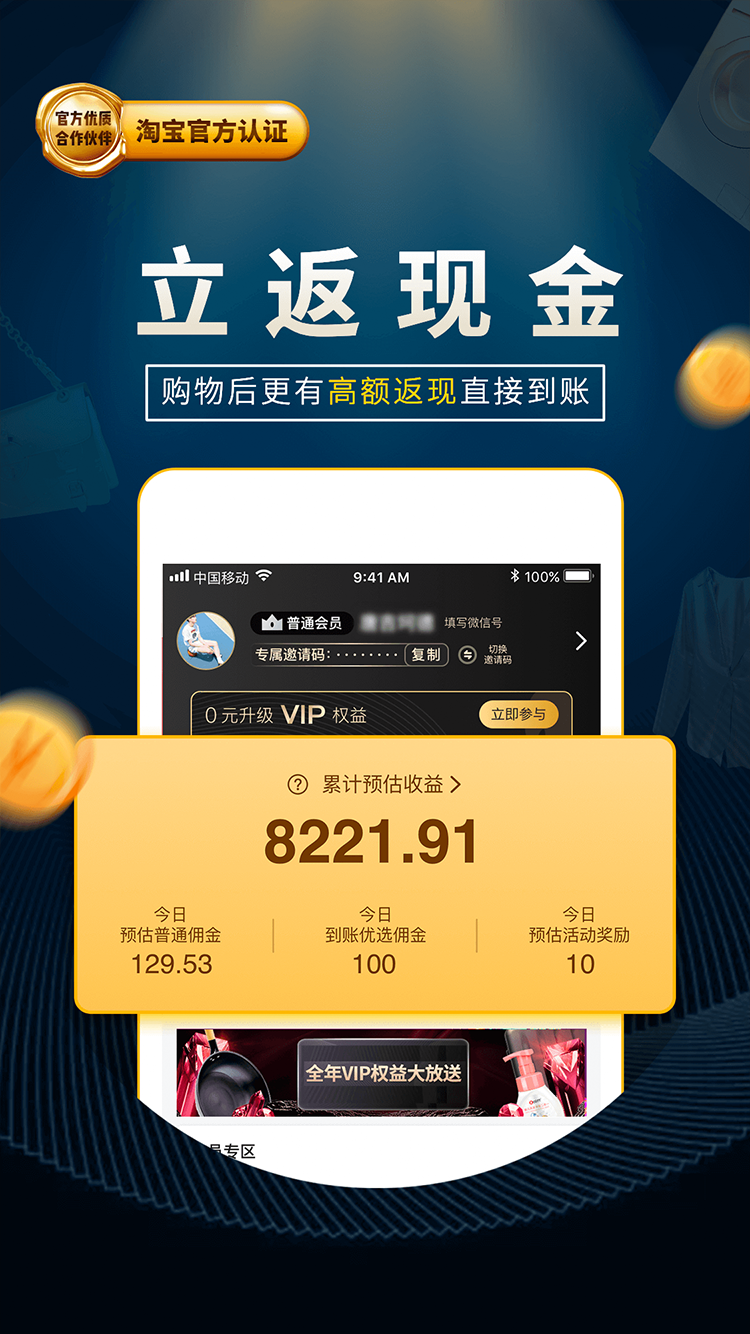 官方优质
合作伙伴
淘宝官方认证
立返现金
购物后更有高额返现直接到账
中国移动
9:41 AM
100%
普通会员
填写微信号
专属邀请码:········
复制
切换
邀请码
0元升级 VIP 权益
立即参与
? 累计预估收益
8221.91
今日
预估普通佣金
129.53
今日
到账优选佣金
100
今日
预估活动奖励
10
全年VIP权益大放送
员专区